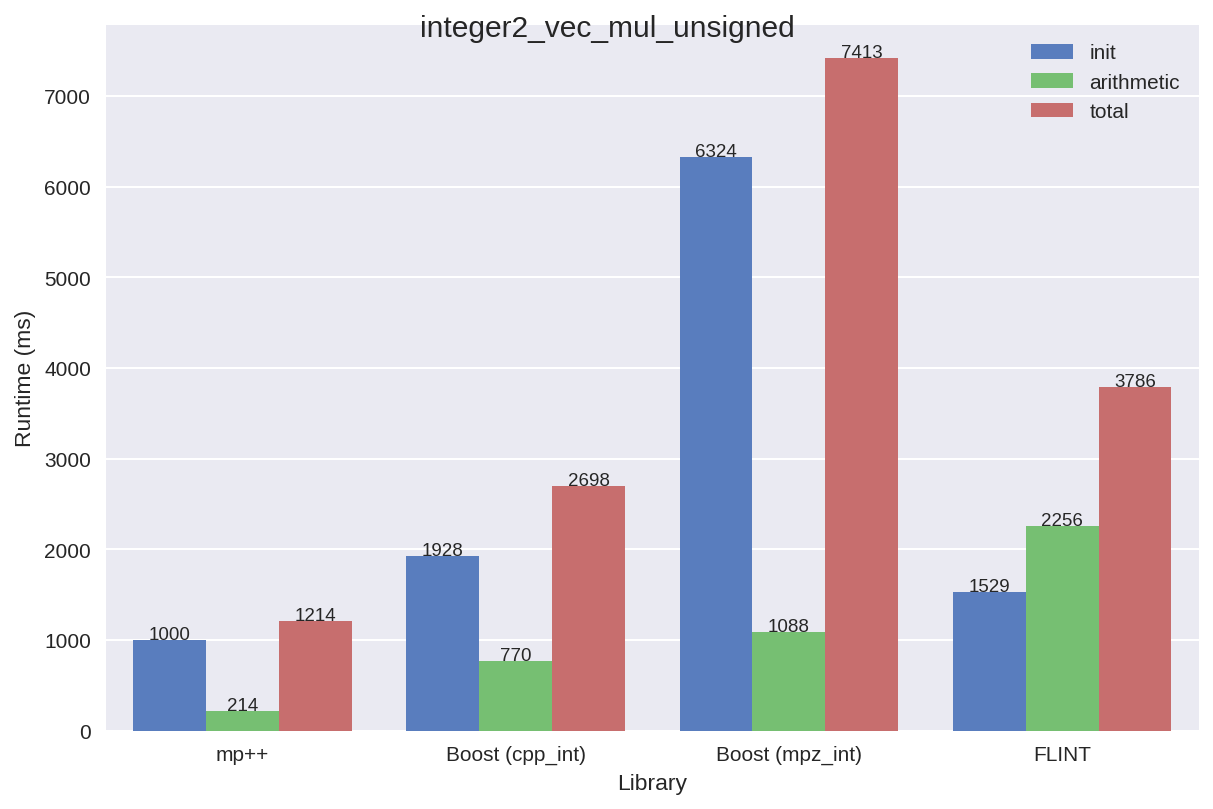 integer2_vec_mul_unsigned
init
arithmetic
total
Runtime (ms)
7000
6000
5000
4000
3000
2000
1000
0
1000
214
1214
1928
770
2698
6324
1088
7413
1529
2256
3786
mp++
Boost (cpp_int)
Boost (mpz_int)
FLINT
Library